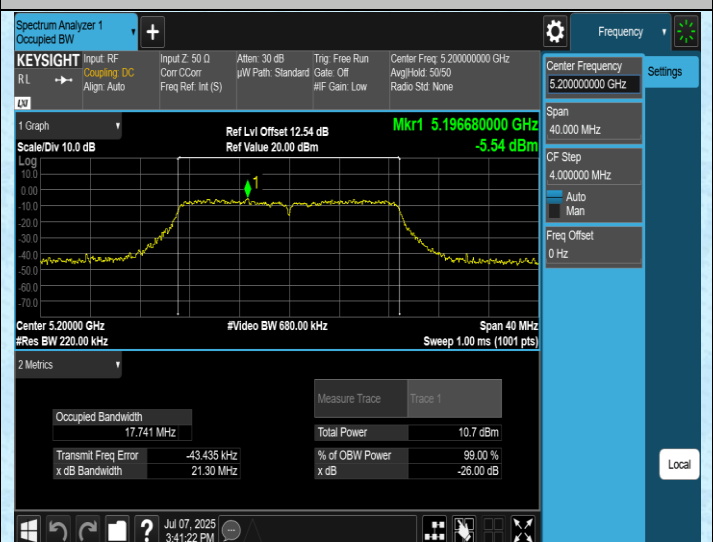 Spectrum Analyzer 1
Occupied BW
+
Frequency
KEYSIGHT
RL
LXI
Input: RF
Coupling: DC
Align: Auto
Input Z: 50 Ω
Corr CCorr
Freq Ref: Int (S)
Atten: 30 dB
µW Path: Standard
Trig: Free Run
Gate: Off
#IF Gain: Low
Center Freq: 5.200000000 GHz
Avg|Hold: 50/50
Radio Std: None
Center Frequency
5.200000000 GHz
Settings
Span
40.000 MHz
CF Step
4.000000 MHz
Auto
Man
Freq Offset
0 Hz
1 Graph
Scale/Div 10.0 dB
Ref Lvl Offset 12.54 dB
Ref Value 20.00 dBm
Mkr1 5.196680000 GHz
-5.54 dBm
Log
10.0
0.00
-10.0
-20.0
-30.0
-40.0
-50.0
-60.0
-70.0
1
Center 5.20000 GHz
#Res BW 220.00 kHz
#Video BW 680.00 kHz
Span 40 MHz
Sweep 1.00 ms (1001 pts)
2 Metrics
Measure Trace
Trace 1
Occupied Bandwidth
17.741 MHz
Total Power
10.7 dBm
Transmit Freq Error
-43.435 kHz
% of OBW Power
99.00 %
x dB Bandwidth
21.30 MHz
x dB
-26.00 dB
Local
?
Jul 07, 2025
3:41:22 PM